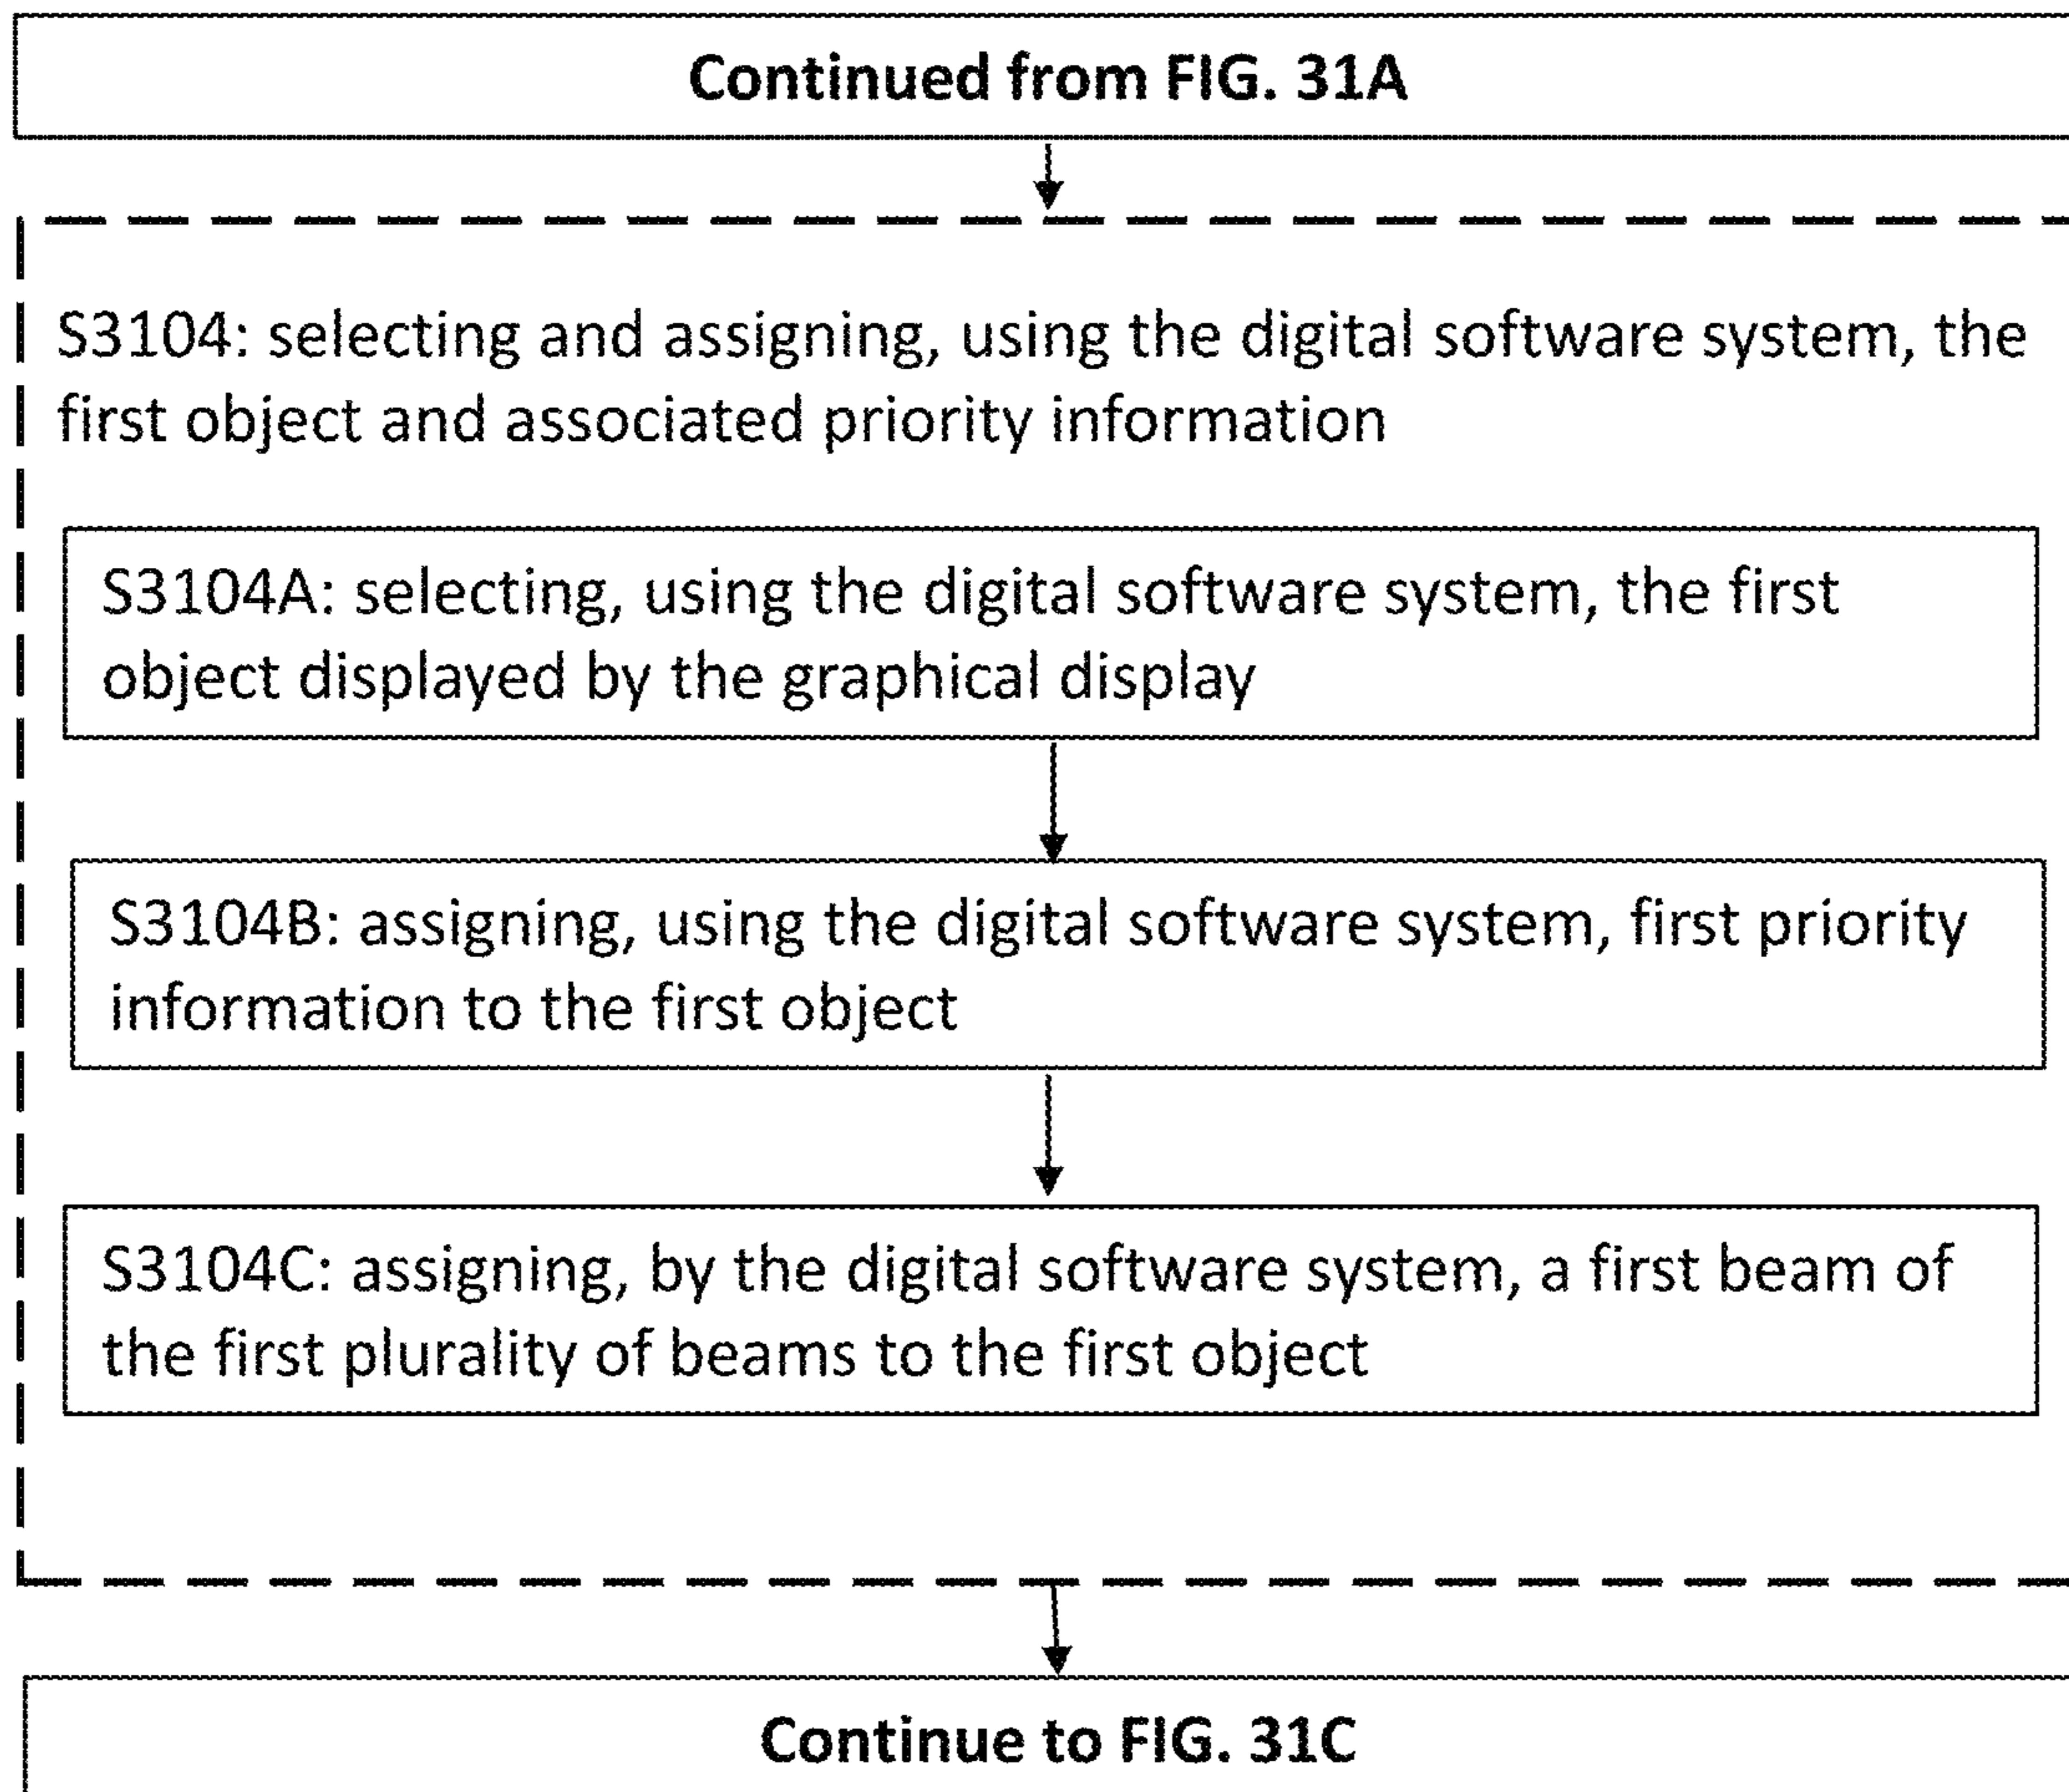 Continued from FIG. 31A
S3104: selecting and assigning, using the digital software system, the
first object and associated priority information
S3104A: selecting, using the digital software system, the first
object displayed by the graphical display
S3104B: assigning, using the digital software system, first priority
information to the first object
S3104C: assigning, by the digital software system, a first beam of
the first plurality of beams to the first object
Continue to FIG. 31C